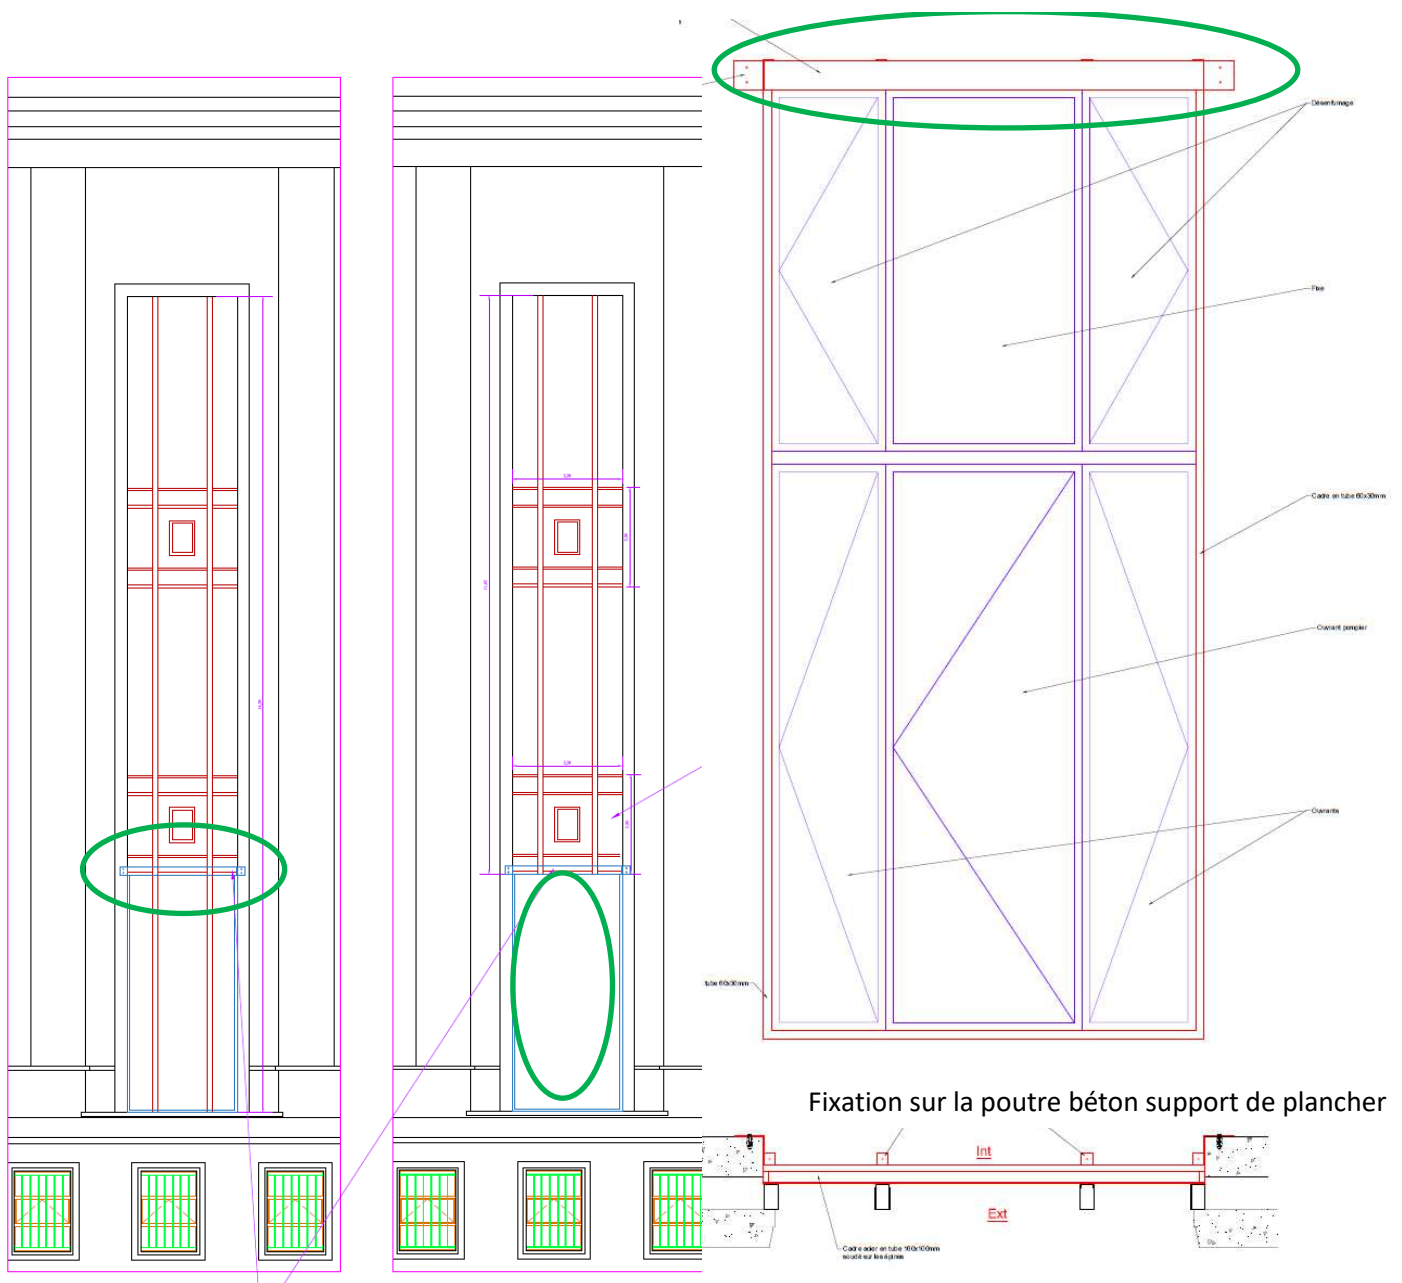 Désenfumage
Fixe
Cadre en tube 60x30mm
Ouvrant pompier
Ouvrants
tube 60x30mm
Fixation sur la poutre béton support de plancher
Int
Ext
Cadre acier en tube 100x100mm
soudé sur les épines